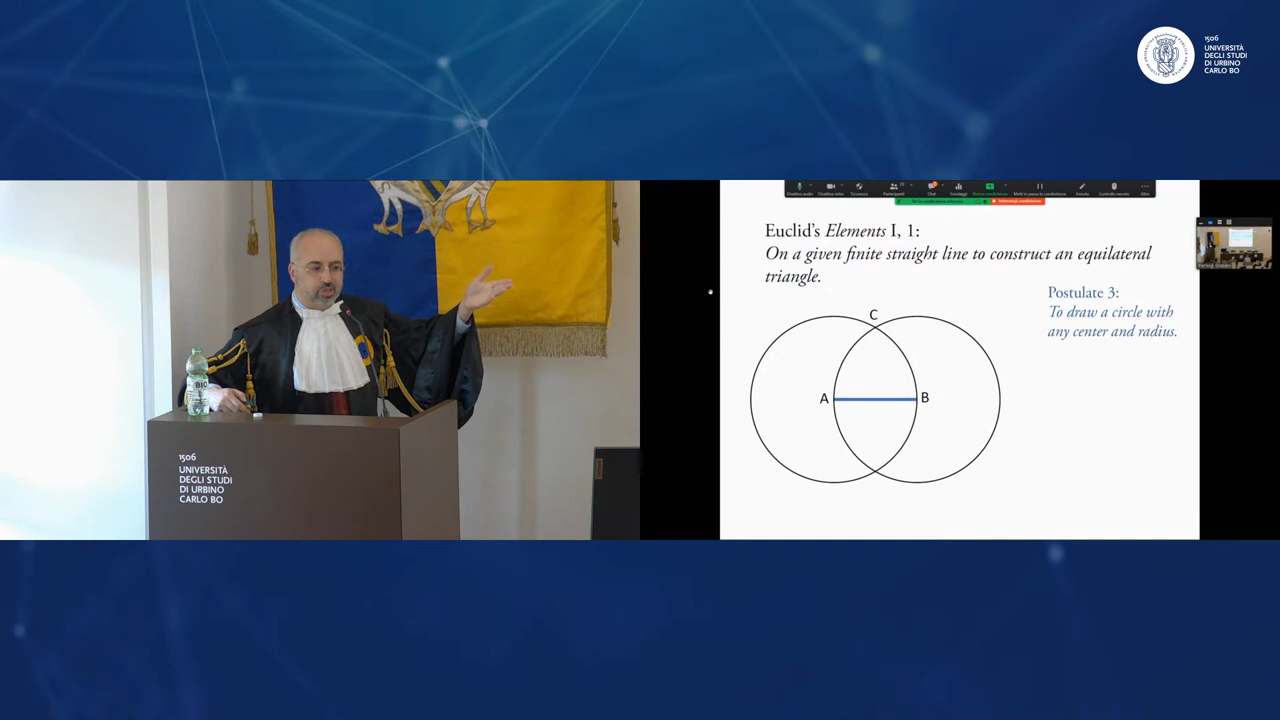 1506
UNIVERSITÀ
DEGLI STUDI
DI URBINO
CARLO BO
Euclid's Elements I, 1:
On a given finite straight line to construct an equilateral
triangle.
Postulate 3:
To draw a circle with
any center and radius.
C
A
B
BIO
1506
UNIVERSITÀ
DEGLI STUDI
DI URBINO
CARLO BO